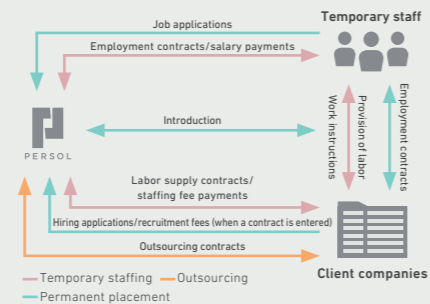 Job applications
Temporary staff
Employment contracts/salary payments
Introduction
PERSOL
Work instructions
Provision of labor
Employment contracts
Labor supply contracts/
staffing fee payments
Hiring applications/recruitment fees (when a contract is entered)
Outsourcing contracts
Client companies
Temporary staffing
Outsourcing
Permanent placement